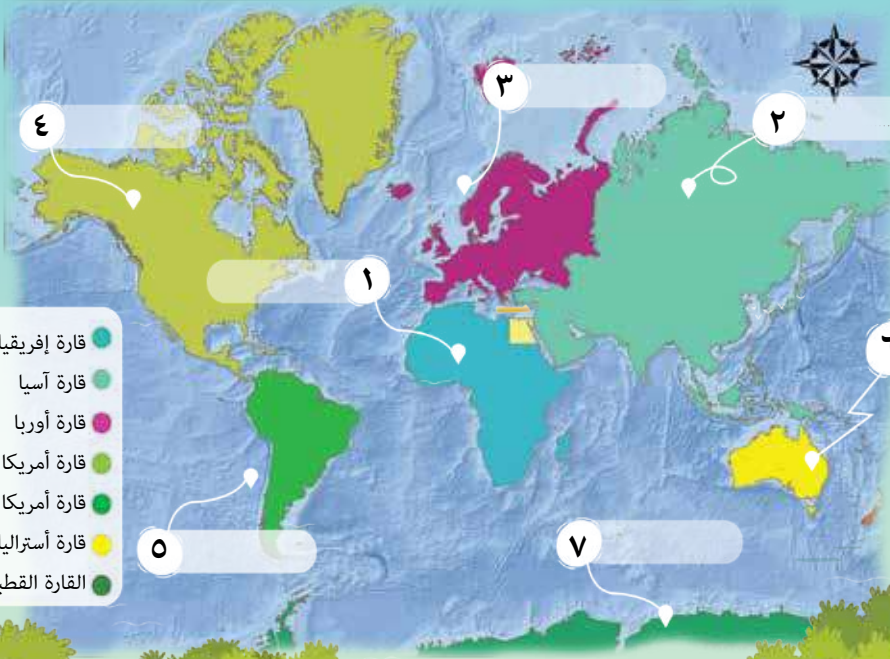 ٣
٢
٤
١
٦
٥
٧
قارة إفريقيا
قارة آسيا
قارة أوربا
قارة أمريكا
قارة أمريكا
قارة أستراليا
القارة